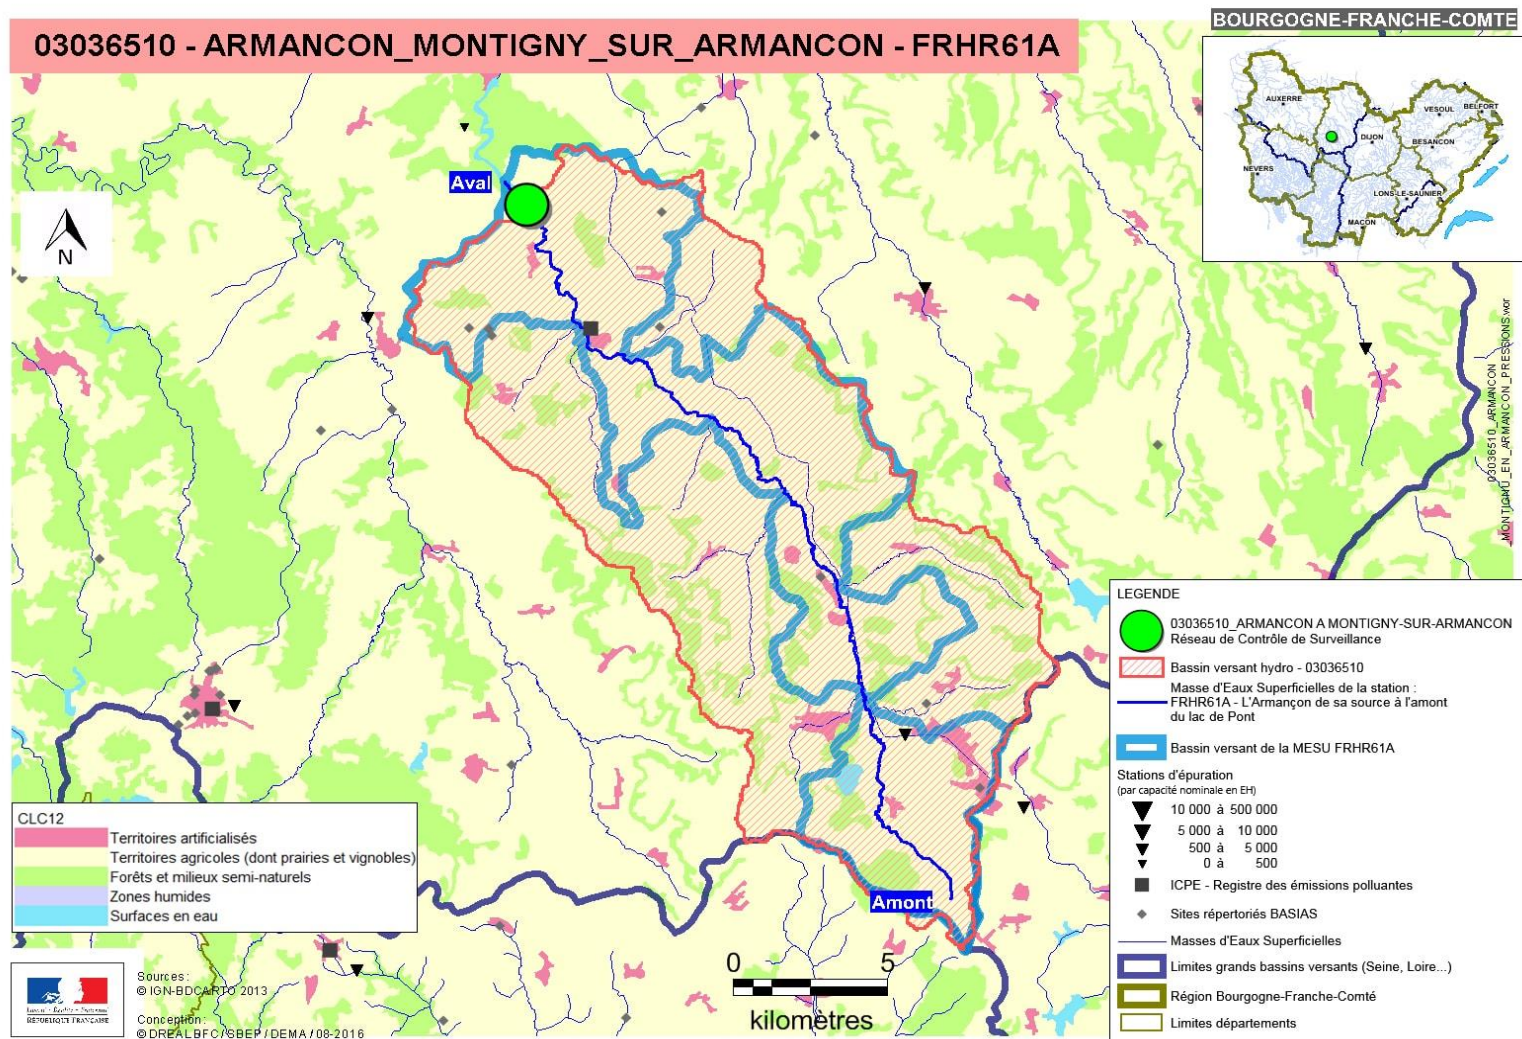 BOURGOGNE-FRANCHE-COMTE
03036510 - ARMANCON_MONTIGNY_SUR_ARMANCON - FRHR61A
AUXERRE
VESOUL
BELFORT
DIJON
BESANCON
NEVERS
LONS-LE-SAUNIER
MACON
Aval
N
03036510_ARMANCON
_MONTIGNU_EN_ARMANCON_PRESSIONS.wor
Amont
LEGENDE
03036510_ARMANCON A MONTIGNY-SUR-ARMANCON
Réseau de Contrôle de Surveillance
Bassin versant hydro - 03036510
Masse d'Eaux Superficielles de la station :
FRHR61A - L'Armançon de sa source à l'amont
du lac de Pont
Bassin versant de la MESU FRHR61A
Stations d'épuration
(par capacité nominale en EH)
10 000 à 500 000
5 000 à 10 000
500 à 5 000
0 à 500
ICPE - Registre des émissions polluantes
Sites répertoriés BASIAS
Masses d'Eaux Superficielles
Limites grands bassins versants (Seine, Loire...)
Région Bourgogne-Franche-Comté
Limites départements
CLC12
Territoires artificialisés
Territoires agricoles (dont prairies et vignobles)
Forêts et milieux semi-naturels
Zones humides
Surfaces en eau
Liberté • Égalité • Fraternité
RÉPUBLIQUE FRANÇAISE
Sources :
© IGN-BDCARTO 2013
Conception :
© DREAL BFC / SBEP / DEMA / 08-2016
0 5
kilomètres